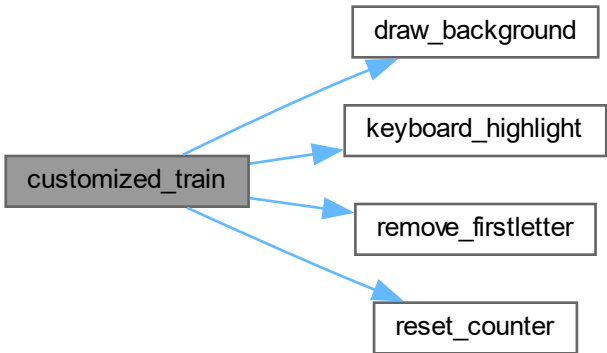 draw_background
keyboard_highlight
customized_train
remove_firstletter
reset_counter